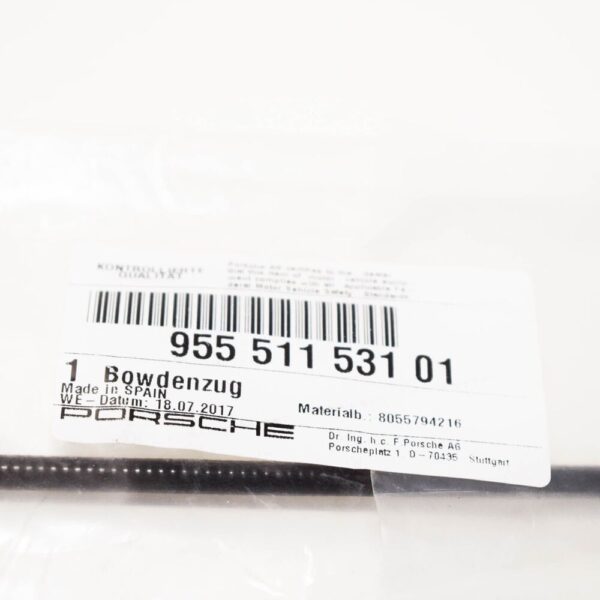 KONTROLLIERTE
QUALITÄT
1 Bowdenzug
955 511 531 01
Made in SPAIN
WE - Datum: 18.07.2017
Materialb.: 8055794216
PORSCHE
Dr. Ing. h.c. F. Porsche AG
Porscheplatz 1 D - 70435 Stuttgart